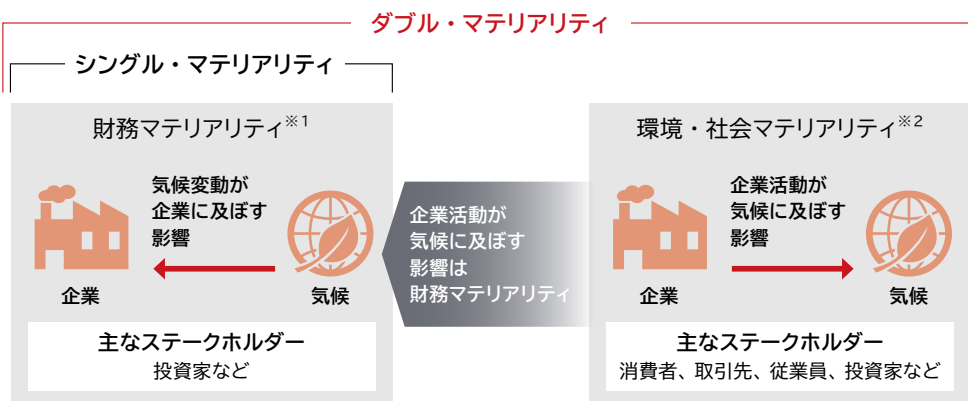 ダブル・マテリアリティ
シングル・マテリアリティ
財務マテリアリティ※1
気候変動が
企業に及ぼす
影響
企業
気候
主なステークホルダー
投資家など
企業活動が
気候に及ぼす
影響は
財務マテリアリティ
環境・社会マテリアリティ※2
企業活動が
気候に及ぼす
影響
企業
気候
主なステークホルダー
消費者、取引先、従業員、投資家など